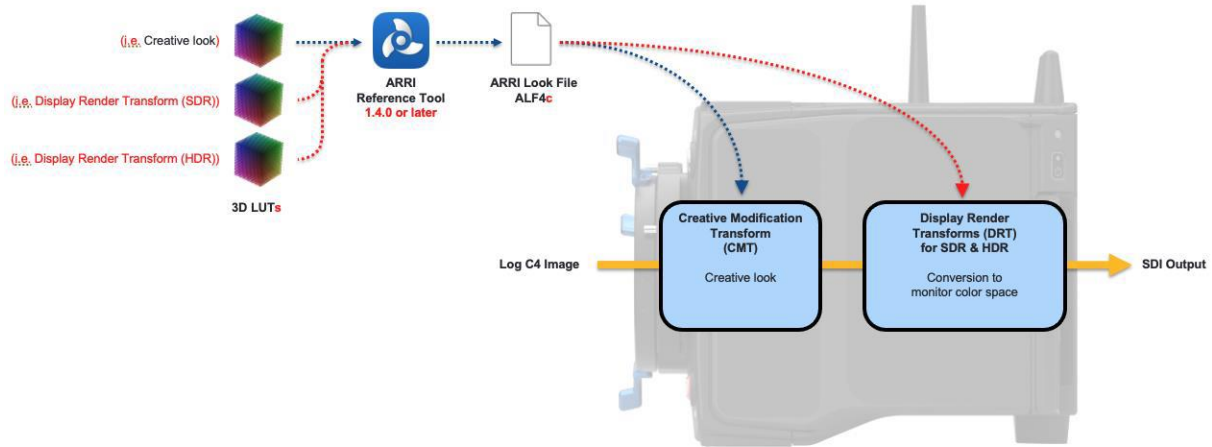 (i.e. Creative look)
(i.e. Display Render Transform (SDR))
(i.e. Display Render Transform (HDR))
3D LUTs
ARRI
Reference Tool
1.4.0 or later
ARRI Look File
ALF4c
Log C4 Image
Creative Modification
Transform
(CMT)
Creative look
Display Render
Transforms (DRT)
for SDR & HDR
Conversion to
monitor color space
SDI Output